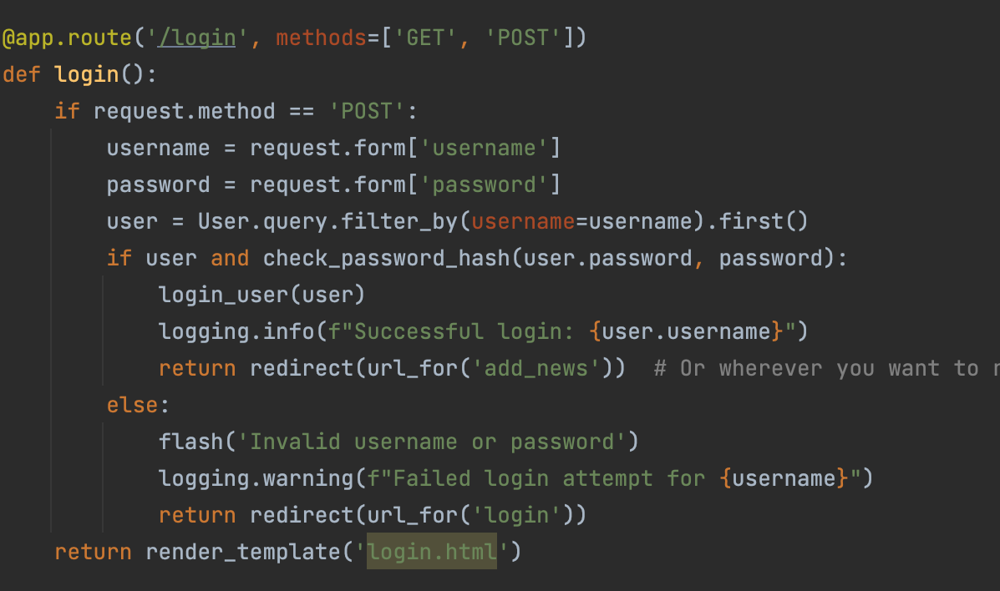 @app.route('/login', methods=['GET', 'POST'])
def login():
    if request.method == 'POST':
        username = request.form['username']
        password = request.form['password']
        user = User.query.filter_by(username=username).first()
        if user and check_password_hash(user.password, password):
            login_user(user)
            logging.info(f"Successful login: {user.username}")
            return redirect(url_for('add_news'))  # Or wherever you want to
        else:
            flash('Invalid username or password')
            logging.warning(f"Failed login attempt for {username}")
            return redirect(url_for('login'))
    return render_template('login.html')